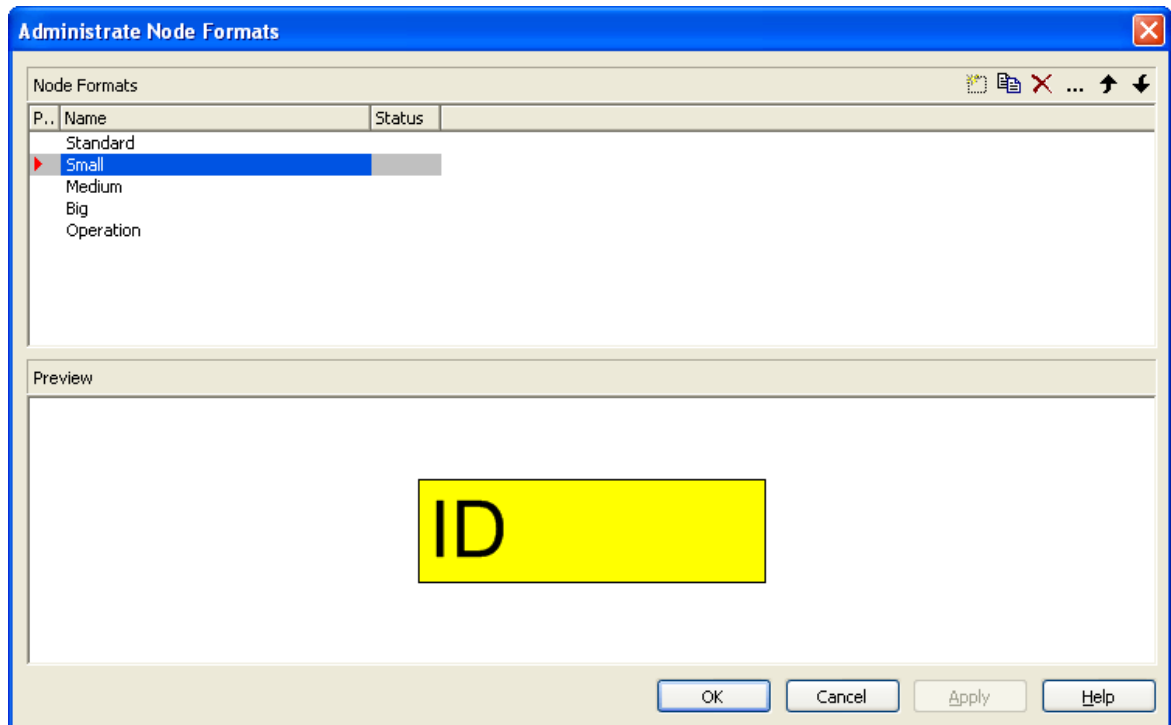 Administrate Node Formats
Node Formats ...
P.. Name Status
Standard
Small
Medium
Big
Operation
Preview
ID
OK Cancel Apply Help